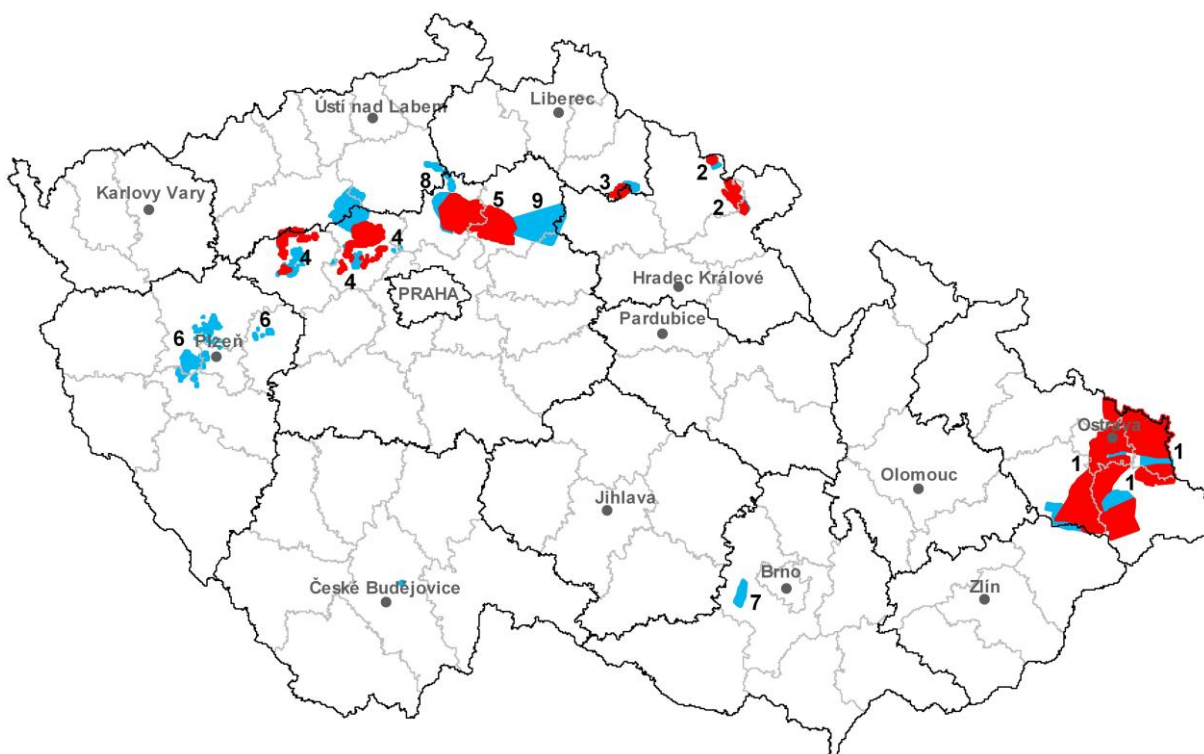 Ústí nad Labem
Liberec
Karlovy Vary
8
3
2
5
9
2
4
4
4
Hradec Králové
PRAHA
Pardubice
6
6
Plzeň
Ostrava
1
1
1
Olomouc
Jihlava
Brno
Zlín
České Budějovice
7